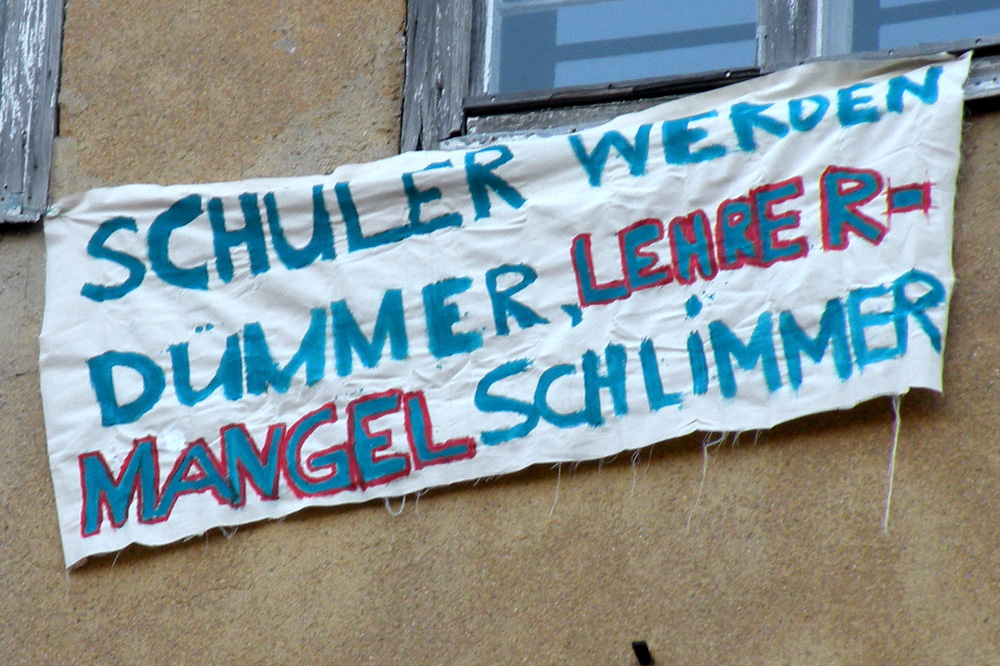 SCHULER WERDEN
DÜMMER, LEHRER-
MANGEL SCHLIMMER